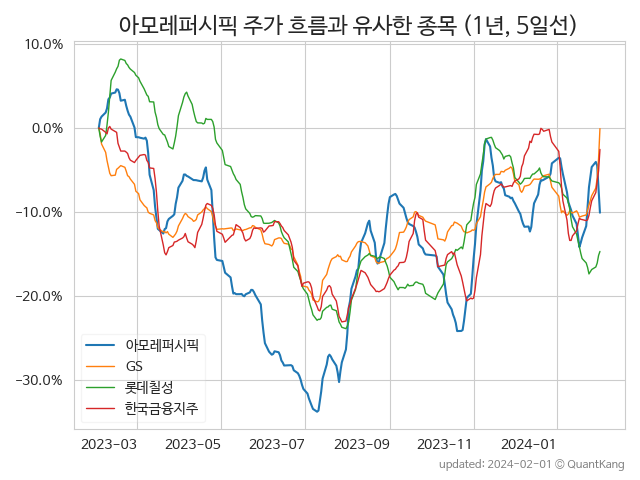 아모레퍼시픽 주가 흐름과 유사한 종목 (1년, 5일선)
10.0%
0.0%
−10.0%
−20.0%
−30.0%
아모레퍼시픽
GS
롯데칠성
한국금융지주
2023−03 2023−05 2023−07 2023−09 2023−11 2024−01
updated: 2024-02-01 © QuantKang